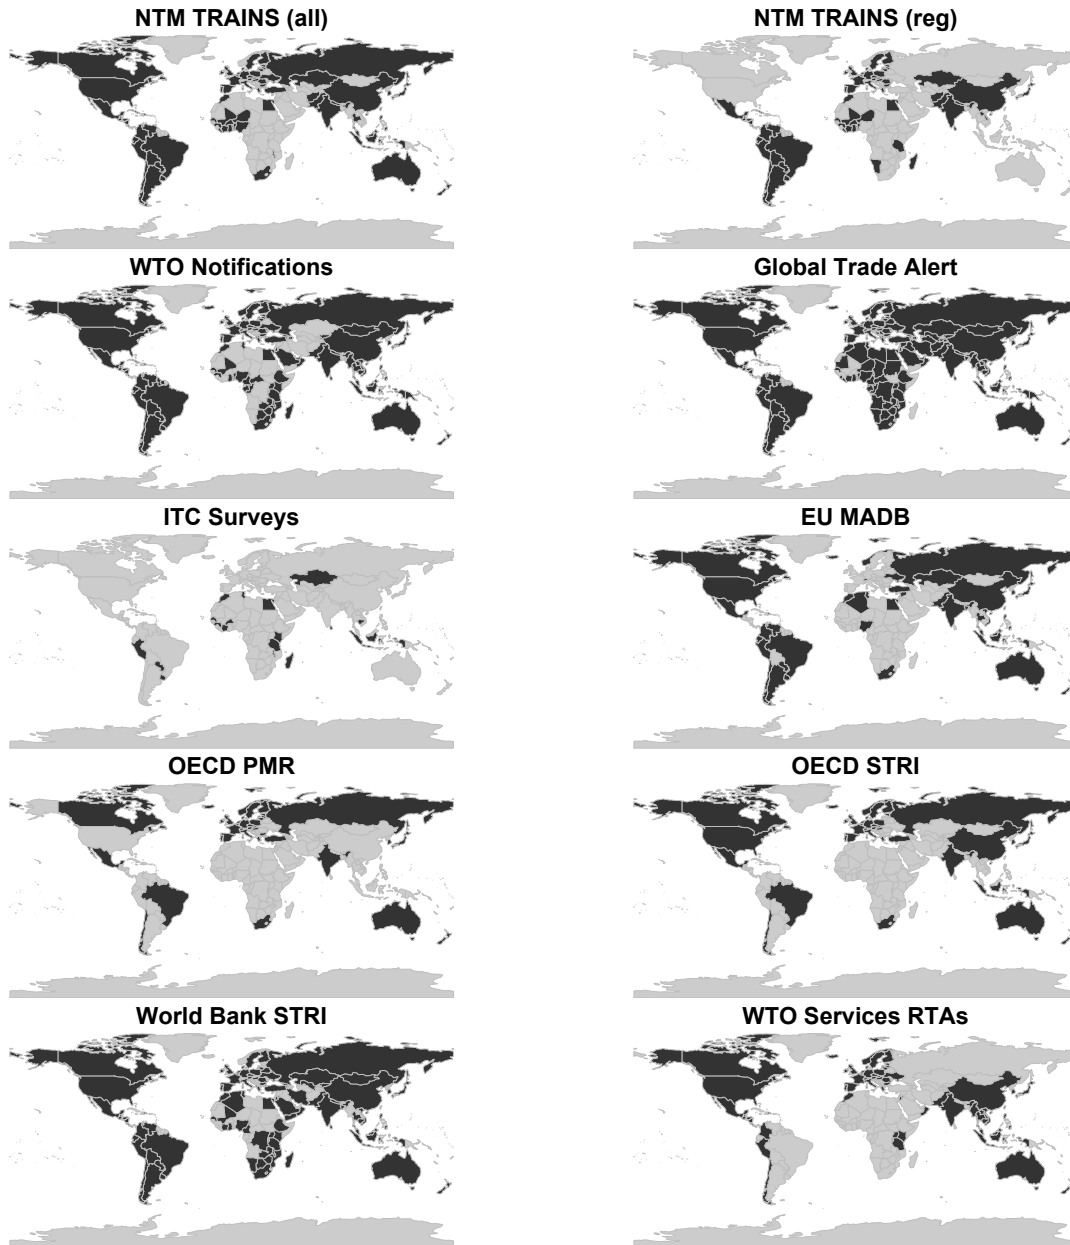 NTM TRAINS (all)
NTM TRAINS (reg)
WTO Notifications
Global Trade Alert
ITC Surveys
EU MADB
OECD PMR
OECD STRI
World Bank STRI
WTO Services RTAs